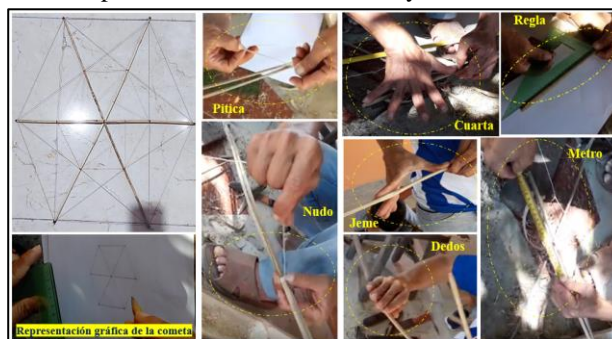 Pitica
Cuarta
Regla
Nudo
Jeme
Metro
Dedos
Representación gráfica de la cometa